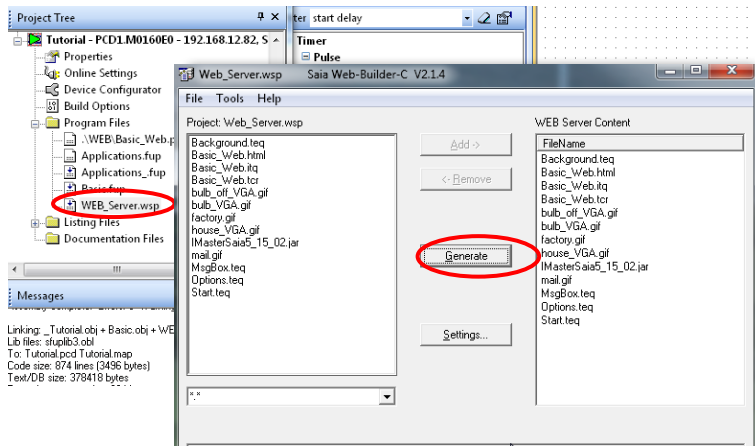 Project Tree
Tutorial - PCD1.M0160E0 - 192.168.12.82, S
Properties
Online Settings
Device Configurator
Build Options
Program Files
.\WEB\Basic_Web.p
Applications.fup
Applications_.fup
Basic.fup
WEB_Server.wsp
Listing Files
Documentation Files
Messages
Linking: _Tutorial.obj + Basic.obj + WE
Lib files: sfuplib3.obl
To: Tutorial.pcd Tutorial.map
Code size: 874 lines (3496 bytes)
Text/DB size: 378418 bytes
ter start delay
Timer
Pulse
Web_Server.wsp Saia Web-Builder-C V2.1.4
File Tools Help
Project: Web_Server.wsp
Background.teq
Basic_Web.html
Basic_Web.itq
Basic_Web.tcr
bulb_off_VGA.gif
bulb_VGA.gif
factory.gif
house_VGA.gif
IMasterSaia5_15_02.jar
mail.gif
MsgBox.teq
Options.teq
Start.teq
*.*
Add ->
<- Remove
Generate
Settings...
WEB Server Content
FileName
Background.teq
Basic_Web.html
Basic_Web.itq
Basic_Web.tcr
bulb_off_VGA.gif
bulb_VGA.gif
factory.gif
house_VGA.gif
IMasterSaia5_15_02.jar
mail.gif
MsgBox.teq
Options.teq
Start.teq